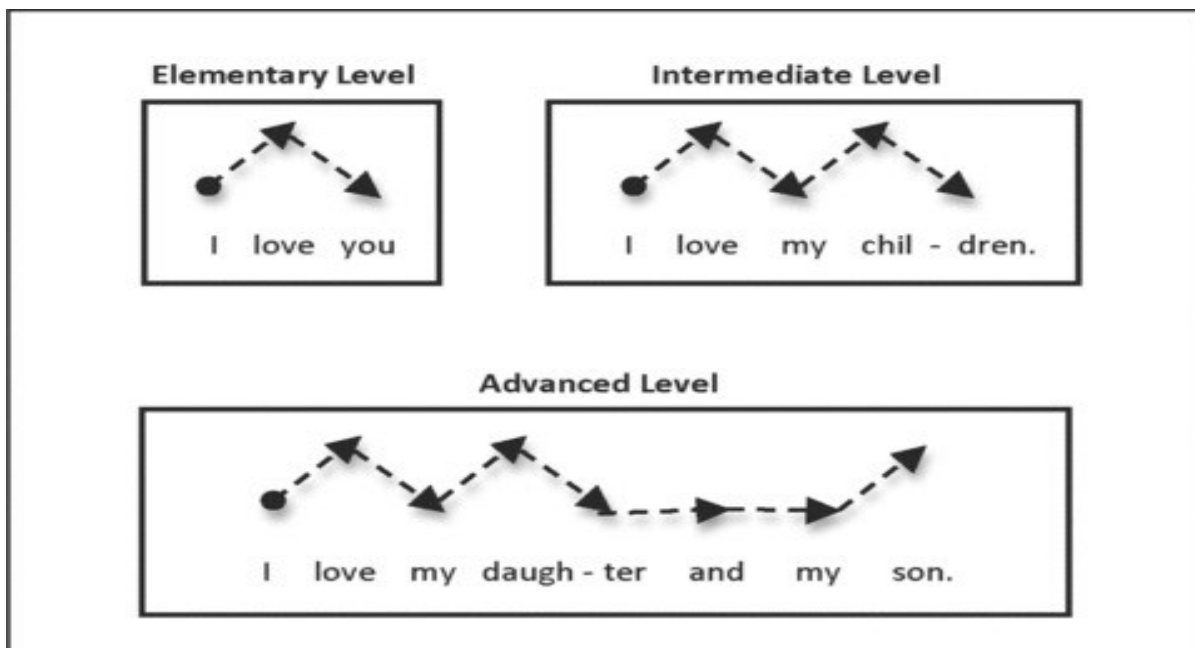 Elementary Level
Intermediate Level
I love you
I love my chil - dren.
Advanced Level
I love my daugh - ter and my son.